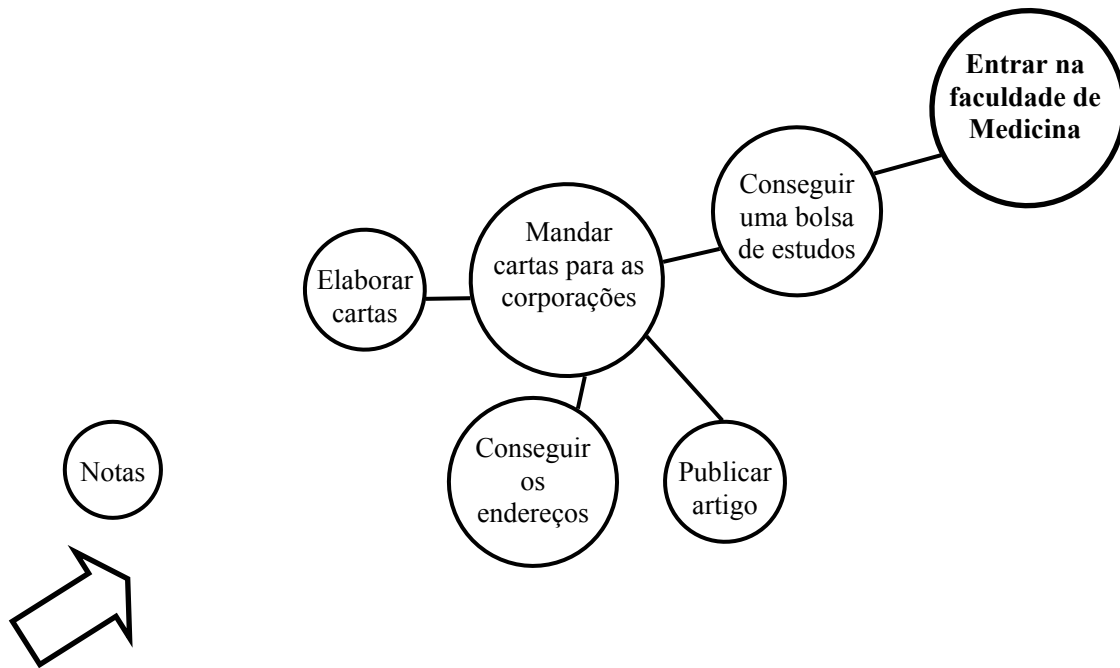 Entrar na
faculdade de
Medicina
Conseguir
uma bolsa
de estudos
Mandar
cartas para as
corporações
Elaborar
cartas
Conseguir
os
endereços
Publicar
artigo
Notas